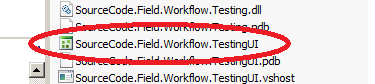 SourceCode.Field.Workflow.Testing.dll
SourceCode.Field.Workflow.Testing.pdb
SourceCode.Field.Workflow.TestingUI
SourceCode.Field.Workflow.TestingUI.pdb
SourceCode.Field.Workflow.TestingUI.vshost